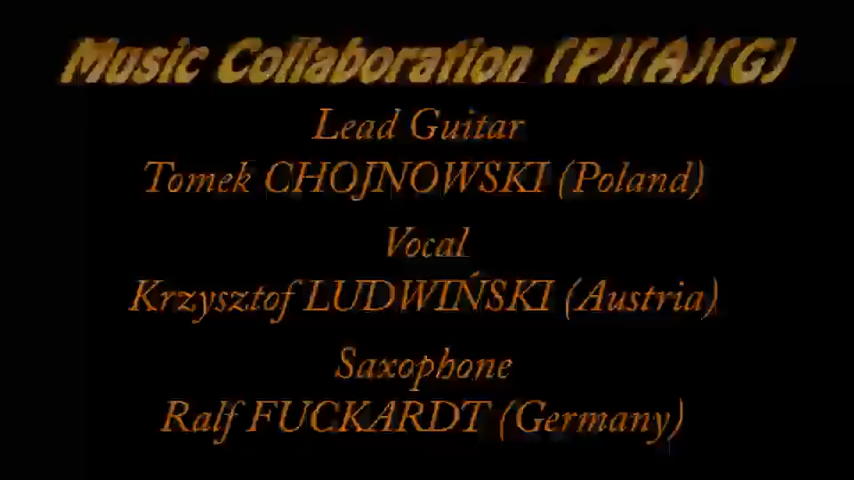 Music Collaboration (P)(A)(G)
Lead Guitar
Tomek CHOJNOWSKI (Poland)
Vocal
Krzysztof LUDWIŃSKI (Austria)
Saxophone
Ralf FUCKARDT (Germany)